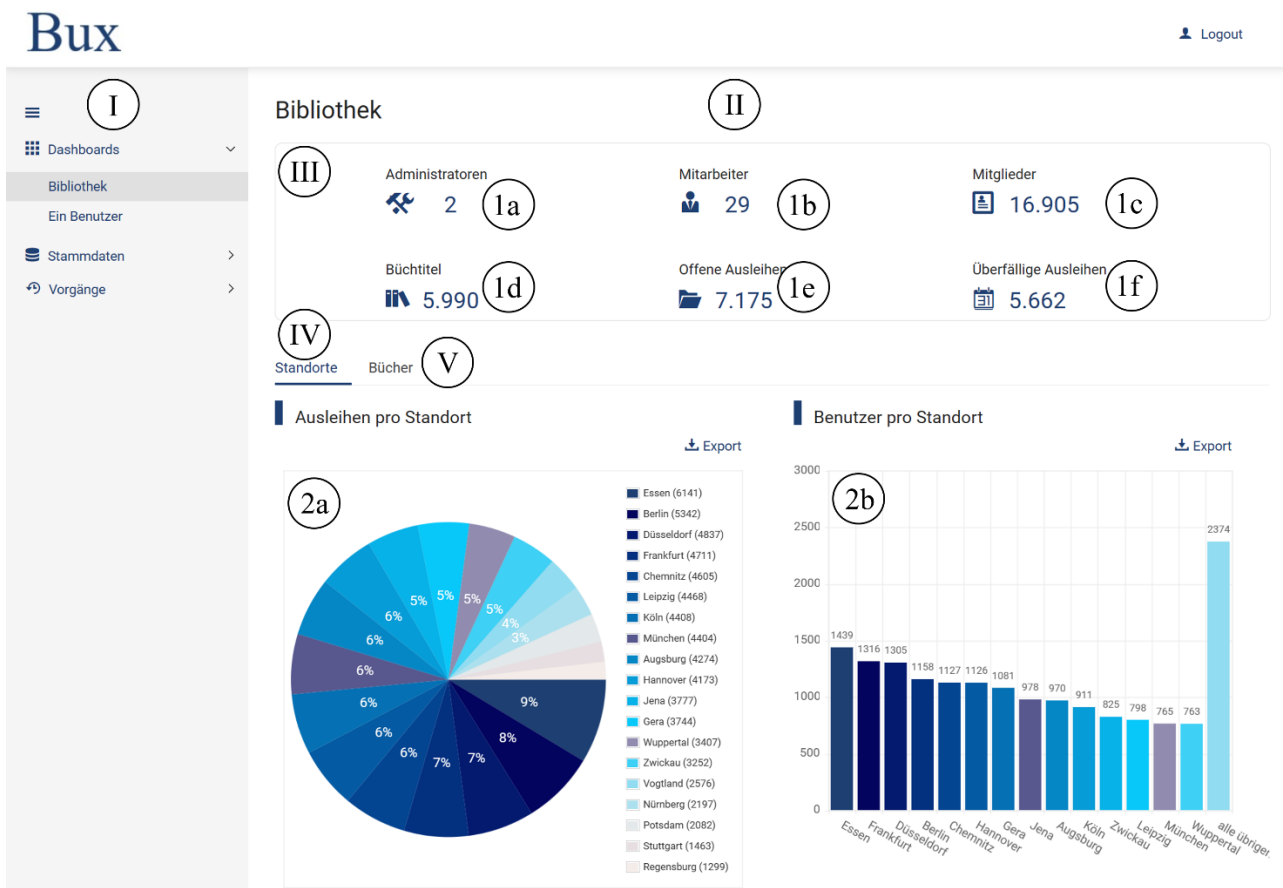 Bux
Logout
I
Dashboards
Bibliothek
Ein Benutzer
Stammdaten
Vorgänge
Bibliothek
II
III
Administratoren
2
1a
Mitarbeiter
29
1b
Mitglieder
16.905
1c
Büchtitel
5.990
1d
Offene Ausleihen
7.175
1e
Überfällige Ausleihen
31
5.662
1f
IV
Standorte
Bücher
V
Ausleihen pro Standort
Export
2a
9%
8%
7%
7%
6%
6%
6%
6%
6%
6%
5%
5%
5%
5%
4%
3%
Essen (6141)
Berlin (5342)
Düsseldorf (4837)
Frankfurt (4711)
Chemnitz (4605)
Leipzig (4468)
Köln (4408)
München (4404)
Augsburg (4274)
Hannover (4173)
Jena (3777)
Gera (3744)
Wuppertal (3407)
Zwickau (3252)
Vogtland (2576)
Nürnberg (2197)
Potsdam (2082)
Stuttgart (1463)
Regensburg (1299)
Benutzer pro Standort
Export
2b
3000
2500
2000
1500
1000
500
0
1439
1316
1305
1158
1127
1126
1081
978
970
911
825
798
765
763
2374
Essen
Frankfurt
Düsseldorf
Berlin
Chemnitz
Hannover
Gera
Jena
Augsburg
Köln
Zwickau
Leipzig
München
Wuppertal
alle übrigen